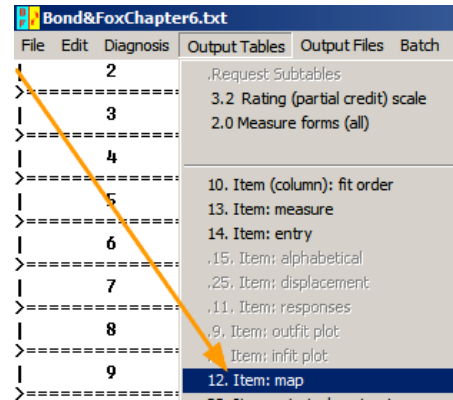 Bond&FoxChapter6.txt
File Edit Diagnosis Output Tables Output Files Batch
| 2
>======
| 3
>======
| 4
>======
| 5
>======
| 6
>======
| 7
>======
| 8
>======
| 9
>======
.Request Subtables
3.2 Rating (partial credit) scale
2.0 Measure forms (all)
10. Item (column): fit order
13. Item: measure
14. Item: entry
.15. Item: alphabetical
.25. Item: displacement
.11. Item: responses
.9. Item: outfit plot
Item: infit plot
12. Item: map